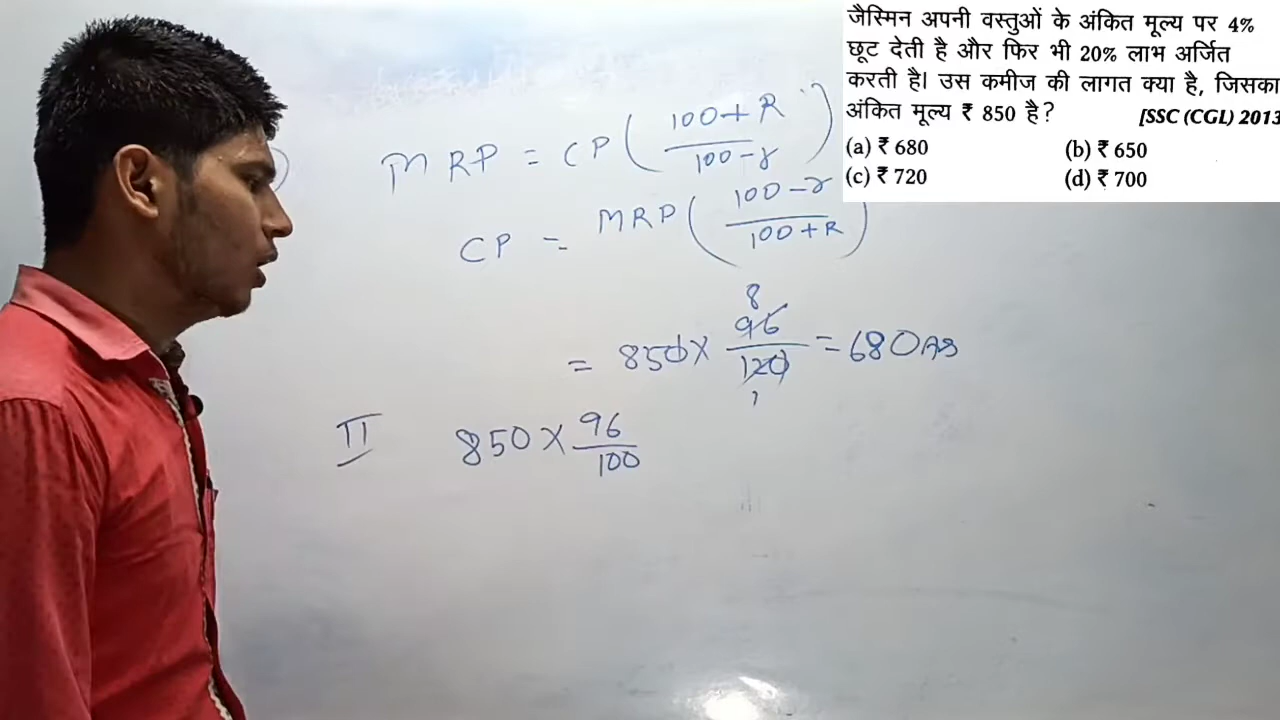 जैस्मिन अपनी वस्तुओं के अंकित मूल्य पर 4%
छूट देती है और फिर भी 20% लाभ अर्जित
करती है। उस कमीज की लागत क्या है, जिसका
अंकित मूल्य ₹ 850 है? [SSC (CGL) 2013
(a) ₹ 680 (b) ₹ 650
(c) ₹ 720 (d) ₹ 700
MRP = CP ( 100+R / 100-r )
CP = MRP ( 100-r / 100+R )
8
= 850 × 96 / 120 = 680 Rs
1
II 850 × 96 / 100